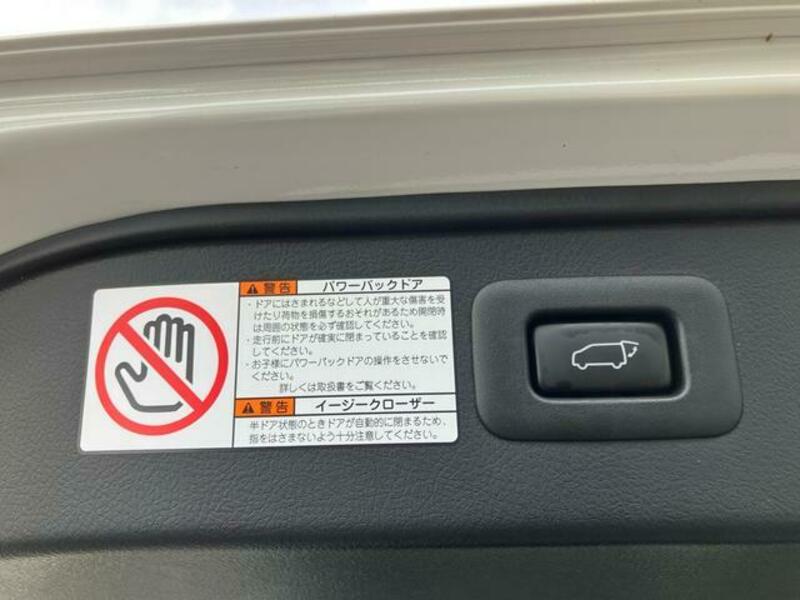 警告 パワーバックドア
・ドアにはさまれるなどして人が重大な傷害を受
けたり荷物を損傷するおそれがあるため開閉時
は周囲の状態を必ず確認してください。
・走行前にドアが確実に閉まっていることを確認
してください。
・お子様にパワーバックドアの操作をさせないで
ください。
詳しくは取扱書をご覧ください。
警告 イージークローザー
半ドア状態のときドアが自動的に閉まるため、
指をはさまないよう十分注意してください。